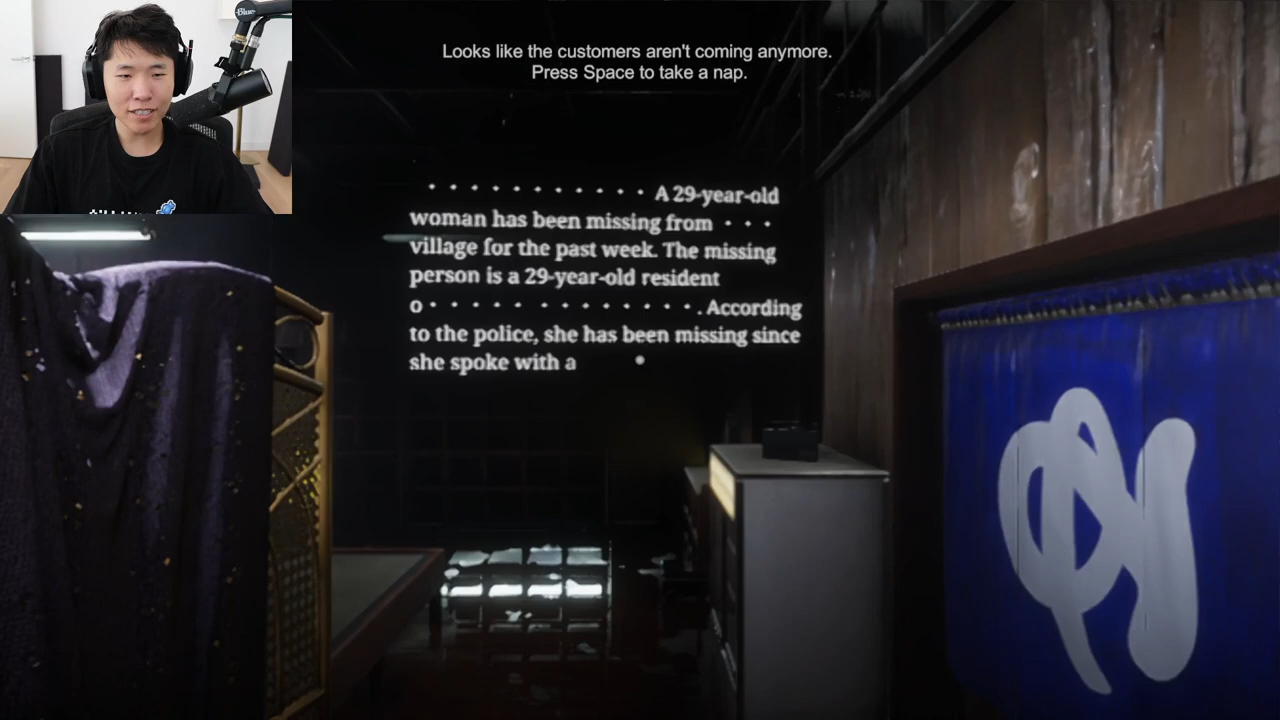 Blue
Looks like the customers aren't coming anymore.
Press Space to take a nap.
· · · · · · · · · · · A 29-year-old
woman has been missing from · · ·
village for the past week. The missing
person is a 29-year-old resident
o · · · · · · · · · · · · · . According
to the police, she has been missing since
she spoke with a